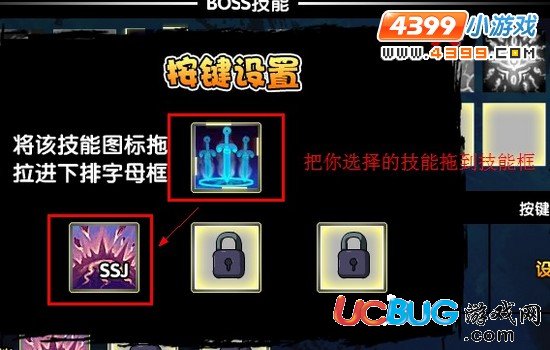 BOSS技能
4399小游戏
www.4399.com
按键设置
将该技能图标拖
拉进下排字母框
把你选择的技能拖到技能框
按键
设
SSJ
UCBUG游戏网
.com